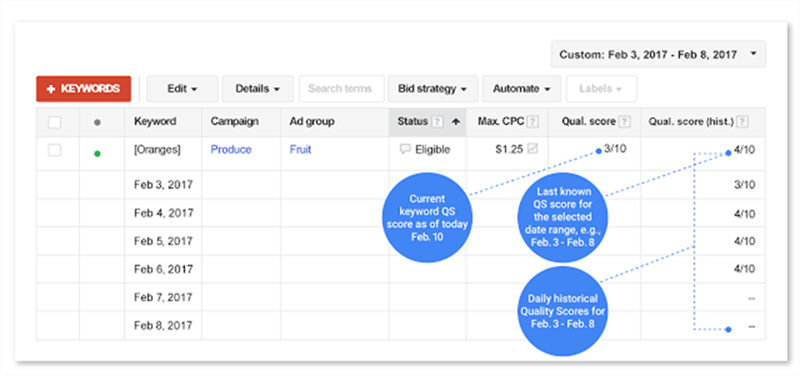 Custom: Feb 3, 2017 - Feb 8, 2017
+ KEYWORDS Edit Details Search terms Bid strategy Automate Labels
Keyword Campaign Ad group Status ? Max. CPC ? Qual. score ? Qual. score (hist.) ?
[Oranges] Produce Fruit Eligible $1.25 3/10 4/10
Feb 3, 2017 3/10
Feb 4, 2017 4/10
Feb 5, 2017 4/10
Feb 6, 2017 4/10
Feb 7, 2017 --
Feb 8, 2017 --
Current
keyword QS
score as of today
Feb. 10
Last known
QS score for
the selected
date range, e.g.,
Feb. 3 - Feb. 8
Daily historical
Quality Scores for
Feb. 3 - Feb. 8